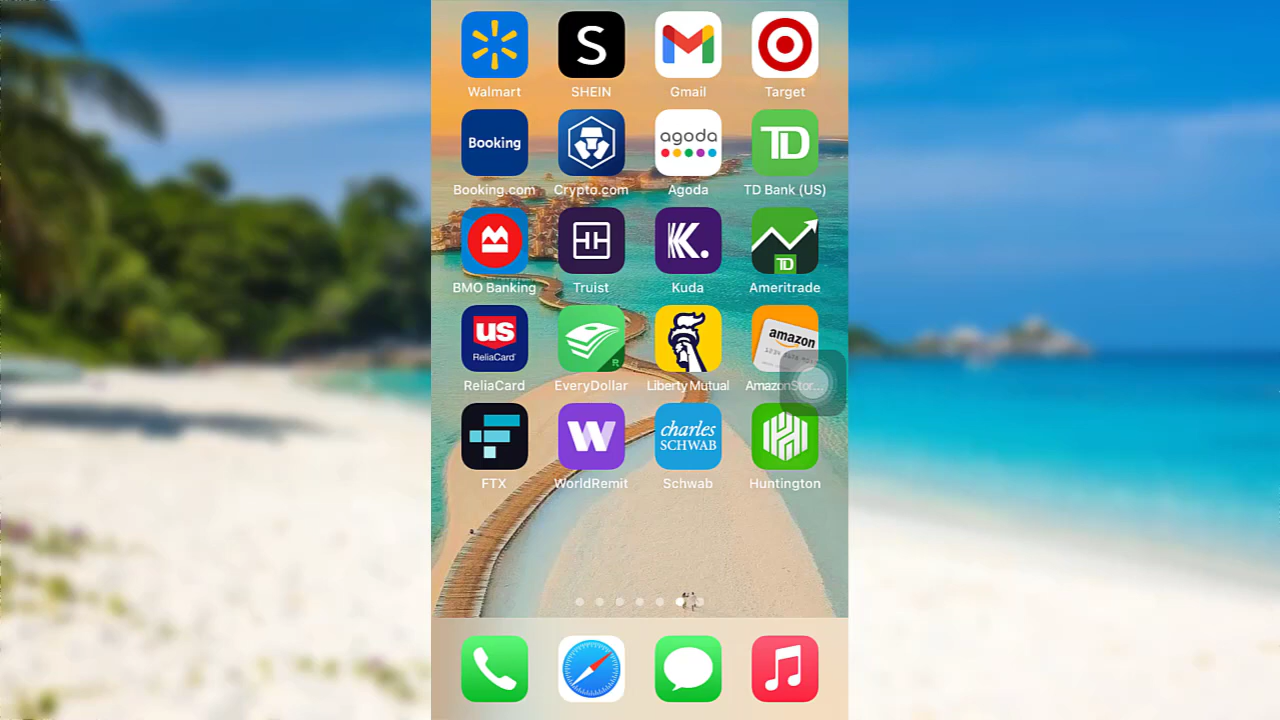 S
Walmart SHEIN Gmail Target
Booking agoda TD
Booking.com Crypto.com Agoda TD Bank (US)
K. TD
BMO Banking Truist Kuda Ameritrade
us
ReliaCard
amazon
ReliaCard EveryDollar Liberty Mutual AmazonStor...
W charles
SCHWAB
FTX WorldRemit Schwab Huntington